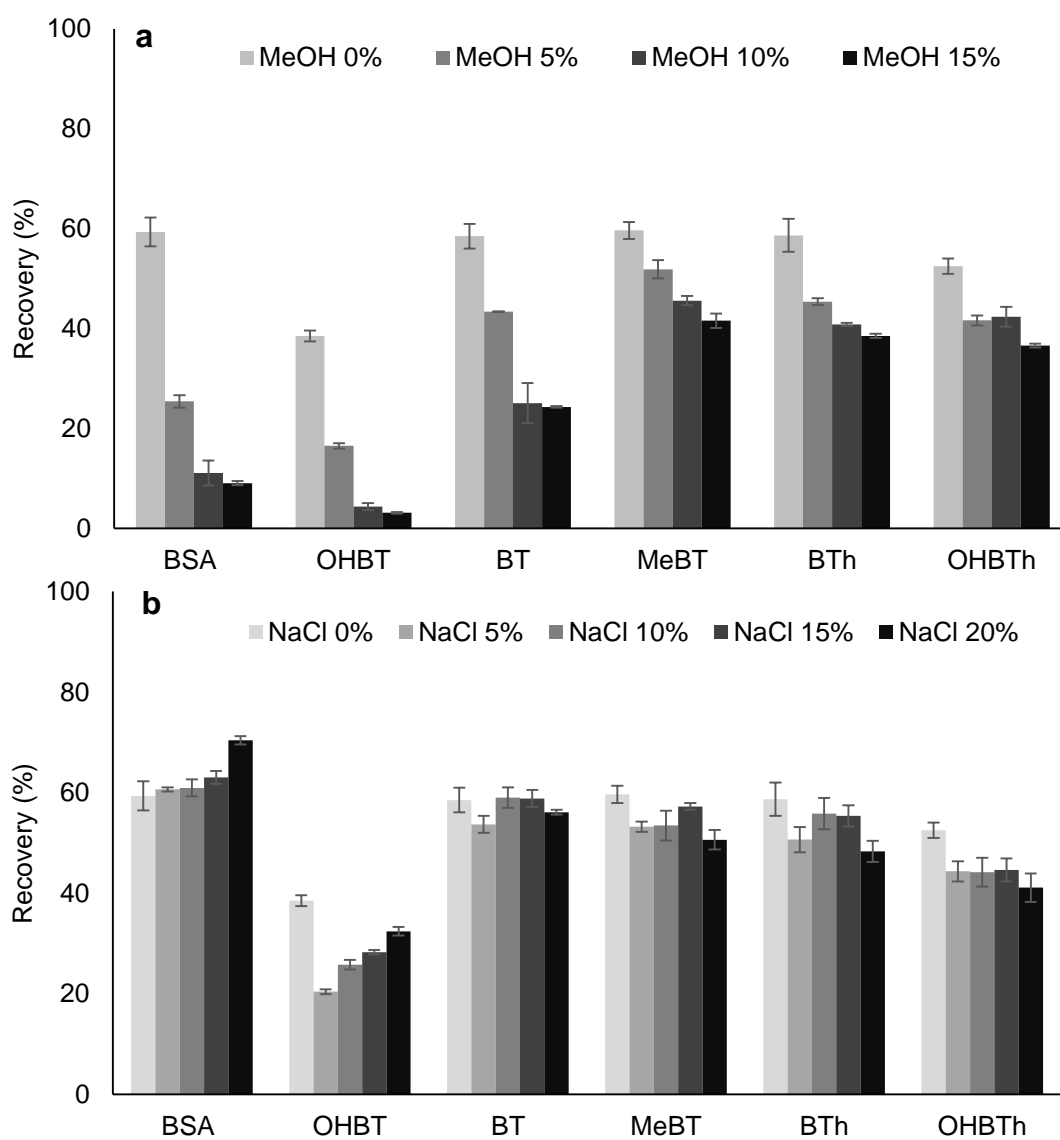 a
MeOH 0% MeOH 5% MeOH 10% MeOH 15%
100
80
60
40
20
0
Recovery (%)
BSA OHBT BT MeBT BTh OHBTh
b
NaCl 0% NaCl 5% NaCl 10% NaCl 15% NaCl 20%
100
80
60
40
20
0
Recovery (%)
BSA OHBT BT MeBT BTh OHBTh